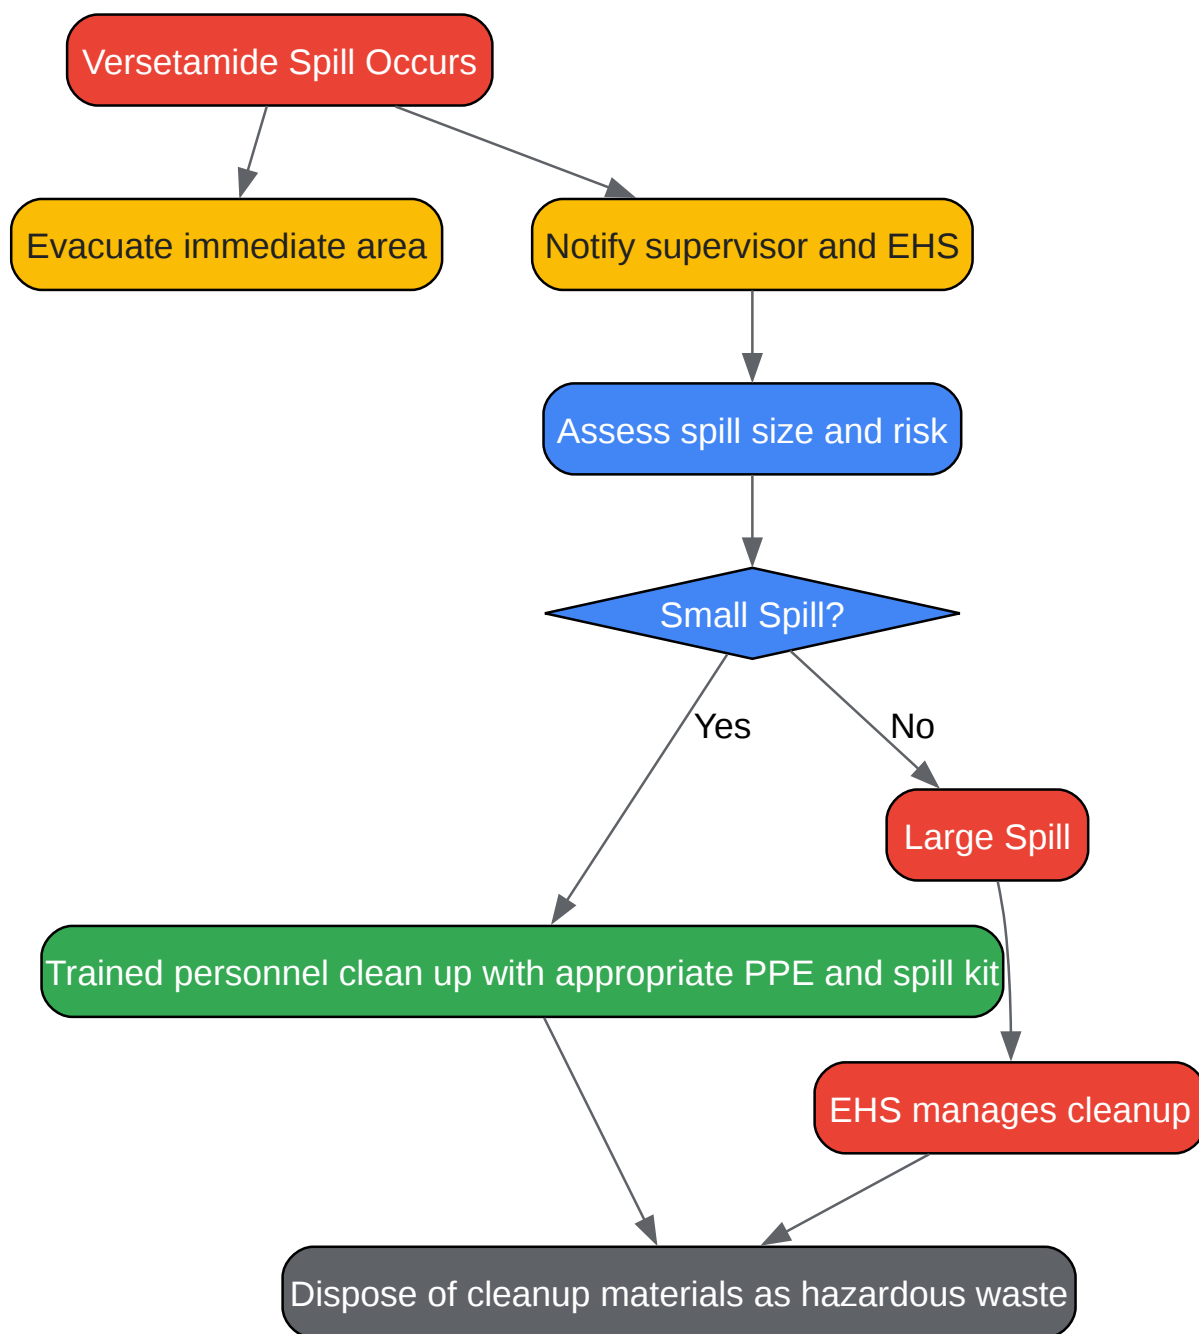 Versetamide Spill Occurs
Evacuate immediate area
Notify supervisor and EHS
Assess spill size and risk
Small Spill?
Yes
No
Large Spill
Trained personnel clean up with appropriate PPE and spill kit
EHS manages cleanup
Dispose of cleanup materials as hazardous waste